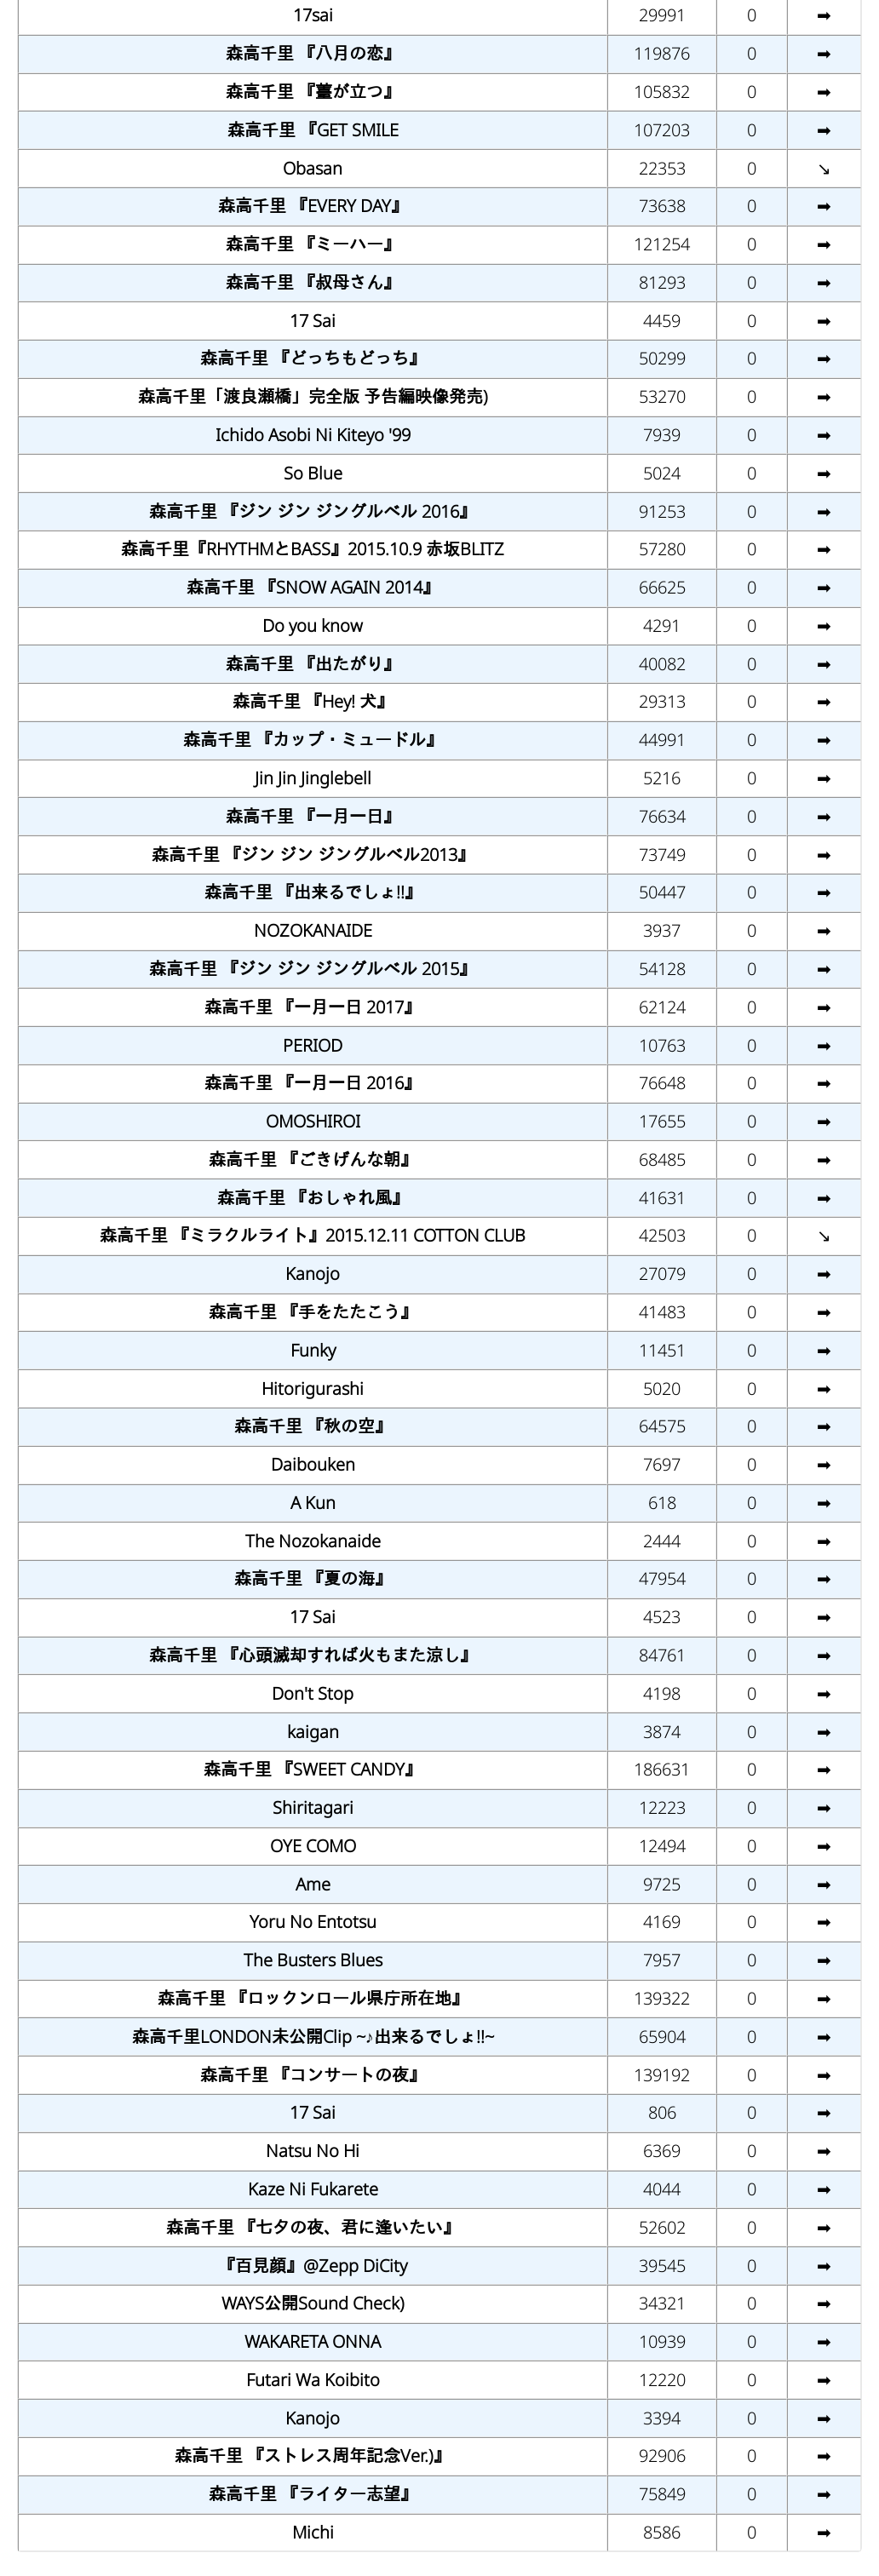 17sai 29991 0 ➡
森高千里 『八月の恋』 119876 0 ➡
森高千里 『薹が立つ』 105832 0 ➡
森高千里 『GET SMILE 107203 0 ➡
Obasan 22353 0 ↘
森高千里 『EVERY DAY』 73638 0 ➡
森高千里 『ミーハー』 121254 0 ➡
森高千里 『叔母さん』 81293 0 ➡
17 Sai 4459 0 ➡
森高千里 『どっちもどっち』 50299 0 ➡
森高千里「渡良瀬橋」完全版 予告編映像発売) 53270 0 ➡
Ichido Asobi Ni Kiteyo '99 7939 0 ➡
So Blue 5024 0 ➡
森高千里 『ジン ジン ジングルベル 2016』 91253 0 ➡
森高千里『RHYTHMとBASS』2015.10.9 赤坂BLITZ 57280 0 ➡
森高千里 『SNOW AGAIN 2014』 66625 0 ➡
Do you know 4291 0 ➡
森高千里 『出たがり』 40082 0 ➡
森高千里 『Hey! 犬』 29313 0 ➡
森高千里 『カップ・ミュードル』 44991 0 ➡
Jin Jin Jinglebell 5216 0 ➡
森高千里 『一月一日』 76634 0 ➡
森高千里 『ジン ジン ジングルベル2013』 73749 0 ➡
森高千里 『出来るでしょ!!』 50447 0 ➡
NOZOKANAIDE 3937 0 ➡
森高千里 『ジン ジン ジングルベル 2015』 54128 0 ➡
森高千里 『一月一日 2017』 62124 0 ➡
PERIOD 10763 0 ➡
森高千里 『一月一日 2016』 76648 0 ➡
OMOSHIROI 17655 0 ➡
森高千里 『ごきげんな朝』 68485 0 ➡
森高千里 『おしゃれ風』 41631 0 ➡
森高千里 『ミラクルライト』2015.12.11 COTTON CLUB 42503 0 ↘
Kanojo 27079 0 ➡
森高千里 『手をたたこう』 41483 0 ➡
Funky 11451 0 ➡
Hitorigurashi 5020 0 ➡
森高千里 『秋の空』 64575 0 ➡
Daibouken 7697 0 ➡
A Kun 618 0 ➡
The Nozokanaide 2444 0 ➡
森高千里 『夏の海』 47954 0 ➡
17 Sai 4523 0 ➡
森高千里 『心頭滅却すれば火もまた涼し』 84761 0 ➡
Don't Stop 4198 0 ➡
kaigan 3874 0 ➡
森高千里 『SWEET CANDY』 186631 0 ➡
Shiritagari 12223 0 ➡
OYE COMO 12494 0 ➡
Ame 9725 0 ➡
Yoru No Entotsu 4169 0 ➡
The Busters Blues 7957 0 ➡
森高千里 『ロックンロール県庁所在地』 139322 0 ➡
森高千里LONDON未公開Clip ~♪出来るでしょ!!~ 65904 0 ➡
森高千里 『コンサートの夜』 139192 0 ➡
17 Sai 806 0 ➡
Natsu No Hi 6369 0 ➡
Kaze Ni Fukarete 4044 0 ➡
森高千里 『七夕の夜、君に逢いたい』 52602 0 ➡
『百見顔』@Zepp DiCity 39545 0 ➡
WAYS公開Sound Check) 34321 0 ➡
WAKARETA ONNA 10939 0 ➡
Futari Wa Koibito 12220 0 ➡
Kanojo 3394 0 ➡
森高千里 『ストレス周年記念Ver.)』 92906 0 ➡
森高千里 『ライター志望』 75849 0 ➡
Michi 8586 0 ➡